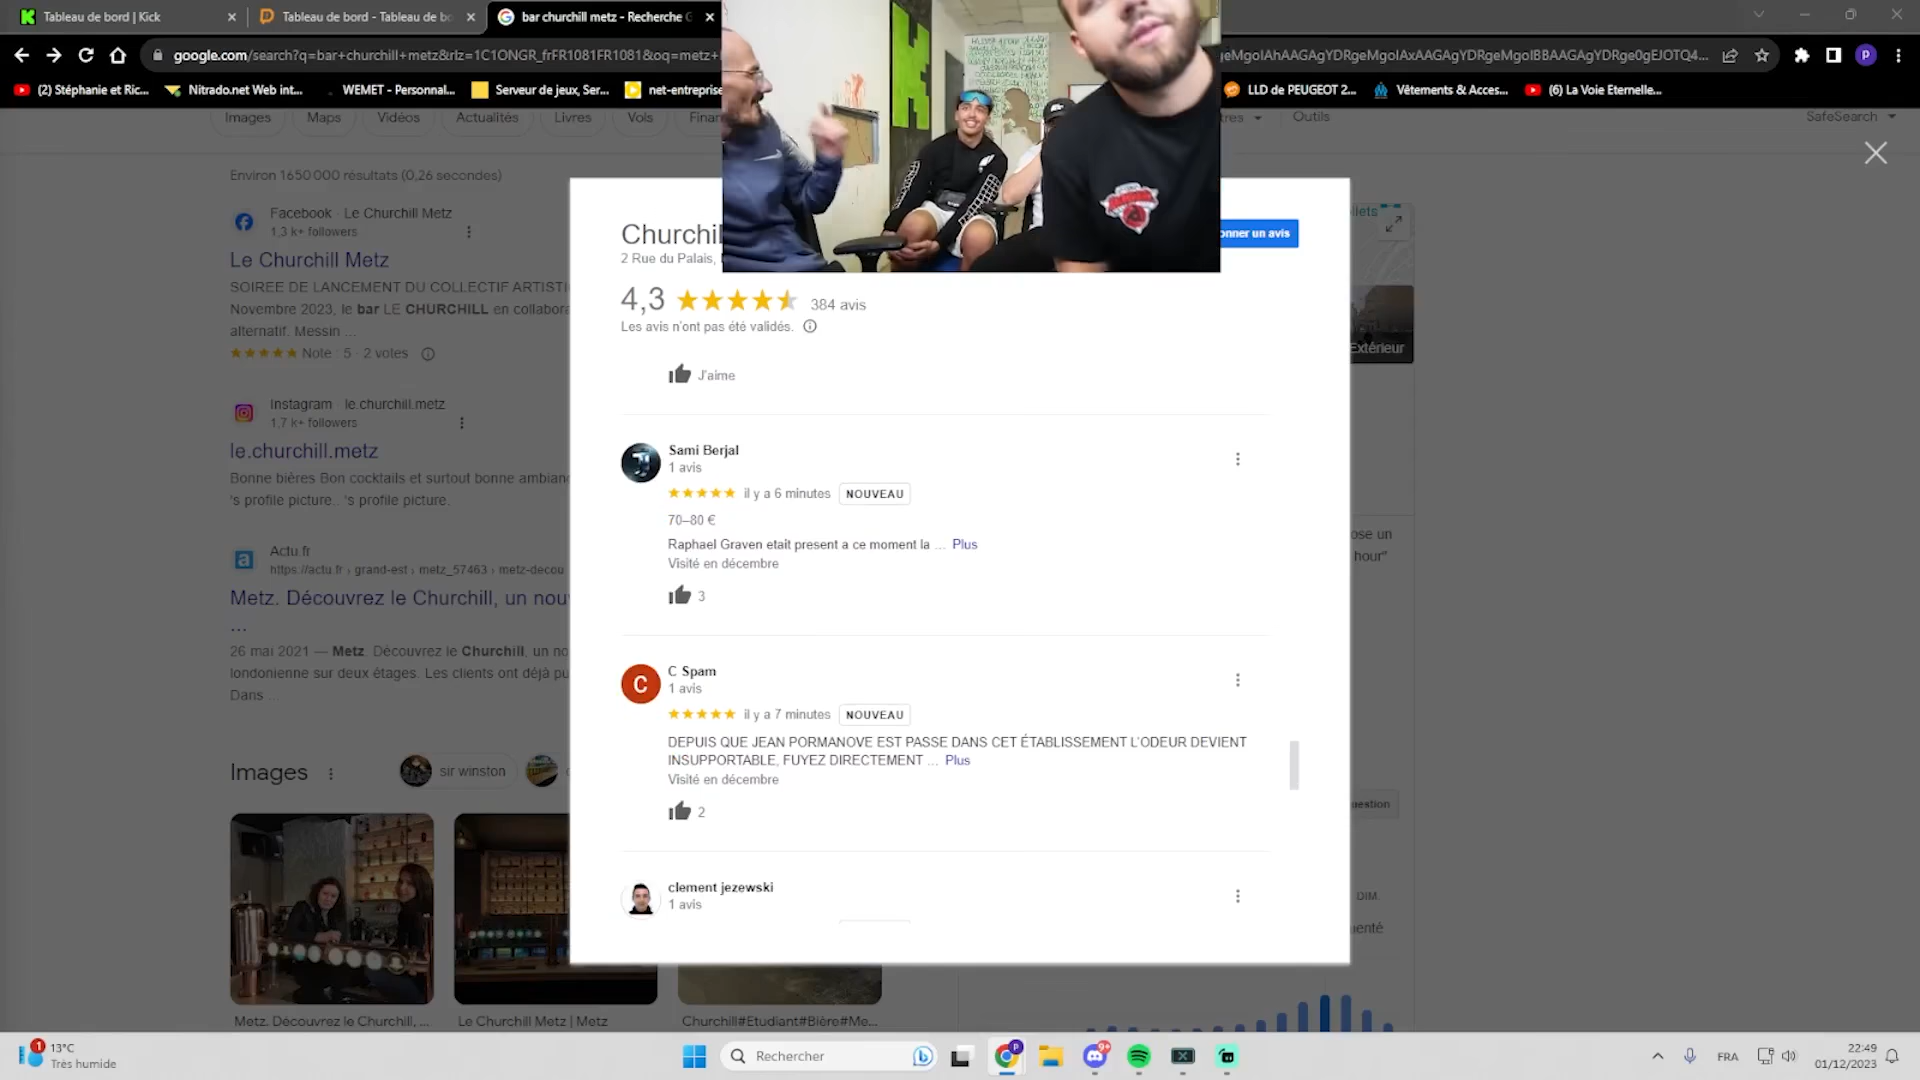 Tableau de bord | Kick
Tableau de bord - Tableau de bo
bar churchill metz - Recherche G
google.com/search?q=bar+churchill+metz&rlz=1C1ONGR_frFR1081FR1081&oq=metz+
jeMgoIAhAAGAgYDRgeMgoIAxAAGAgYDRgeMgoIBBAAGAgYDRge0gEJOTQ4...
(2) Stéphanie et Ric...
Nitrado.net Web int...
WEMET - Personnal...
Serveur de jeux, Ser...
net-entreprise
LLD de PEUGEOT 2...
Vêtements & Acces...
(6) La Voie Eternelle...
Images
Maps
Vidéos
Actualités
Livres
Vols
Finan
tres
Outils
SafeSearch
Environ 1 650 000 résultats (0,26 secondes)
Facebook · Le Churchill Metz
1,3 k+ followers
Le Churchill Metz
SOIREE DE LANCEMENT DU COLLECTIF ARTISTI
Novembre 2023, le bar LE CHURCHILL en collabora
alternatif. Messin ...
Note : 5 · 2 votes
Instagram · le.churchill.metz
1,7 k+ followers
le.churchill.metz
Bonne bières Bon cocktails et surtout bonne ambian
's profile picture.. 's profile picture.
Actu.fr
https://actu.fr › grand-est › metz_57463 › metz-decou
Metz. Découvrez le Churchill, un nou
...
26 mai 2021 — Metz. Découvrez le Churchill, un no
londonienne sur deux étages. Les clients ont déjà pu
Dans ...
Images
sir winston
Metz. Découvrez le Churchill, ...
Le Churchill Metz | Metz
Churchill#Etudiant#Bière#Me...
Churchil
2 Rue du Palais,
onner un avis
4,3
384 avis
Les avis n'ont pas été validés.
J'aime
Sami Berjal
1 avis
il y a 6 minutes
NOUVEAU
70–80 €
Raphael Graven etait present a ce moment la ... Plus
Visité en décembre
3
C
C Spam
1 avis
il y a 7 minutes
NOUVEAU
DEPUIS QUE JEAN PORMANOVE EST PASSE DANS CET ÉTABLISSEMENT L'ODEUR DEVIENT
INSUPPORTABLE, FUYEZ DIRECTEMENT ... Plus
Visité en décembre
2
clement jezewski
1 avis
Extérieur
ose un
hour"
uestion
DIM.
13°C
Très humide
Rechercher
FRA
22:49
01/12/2023